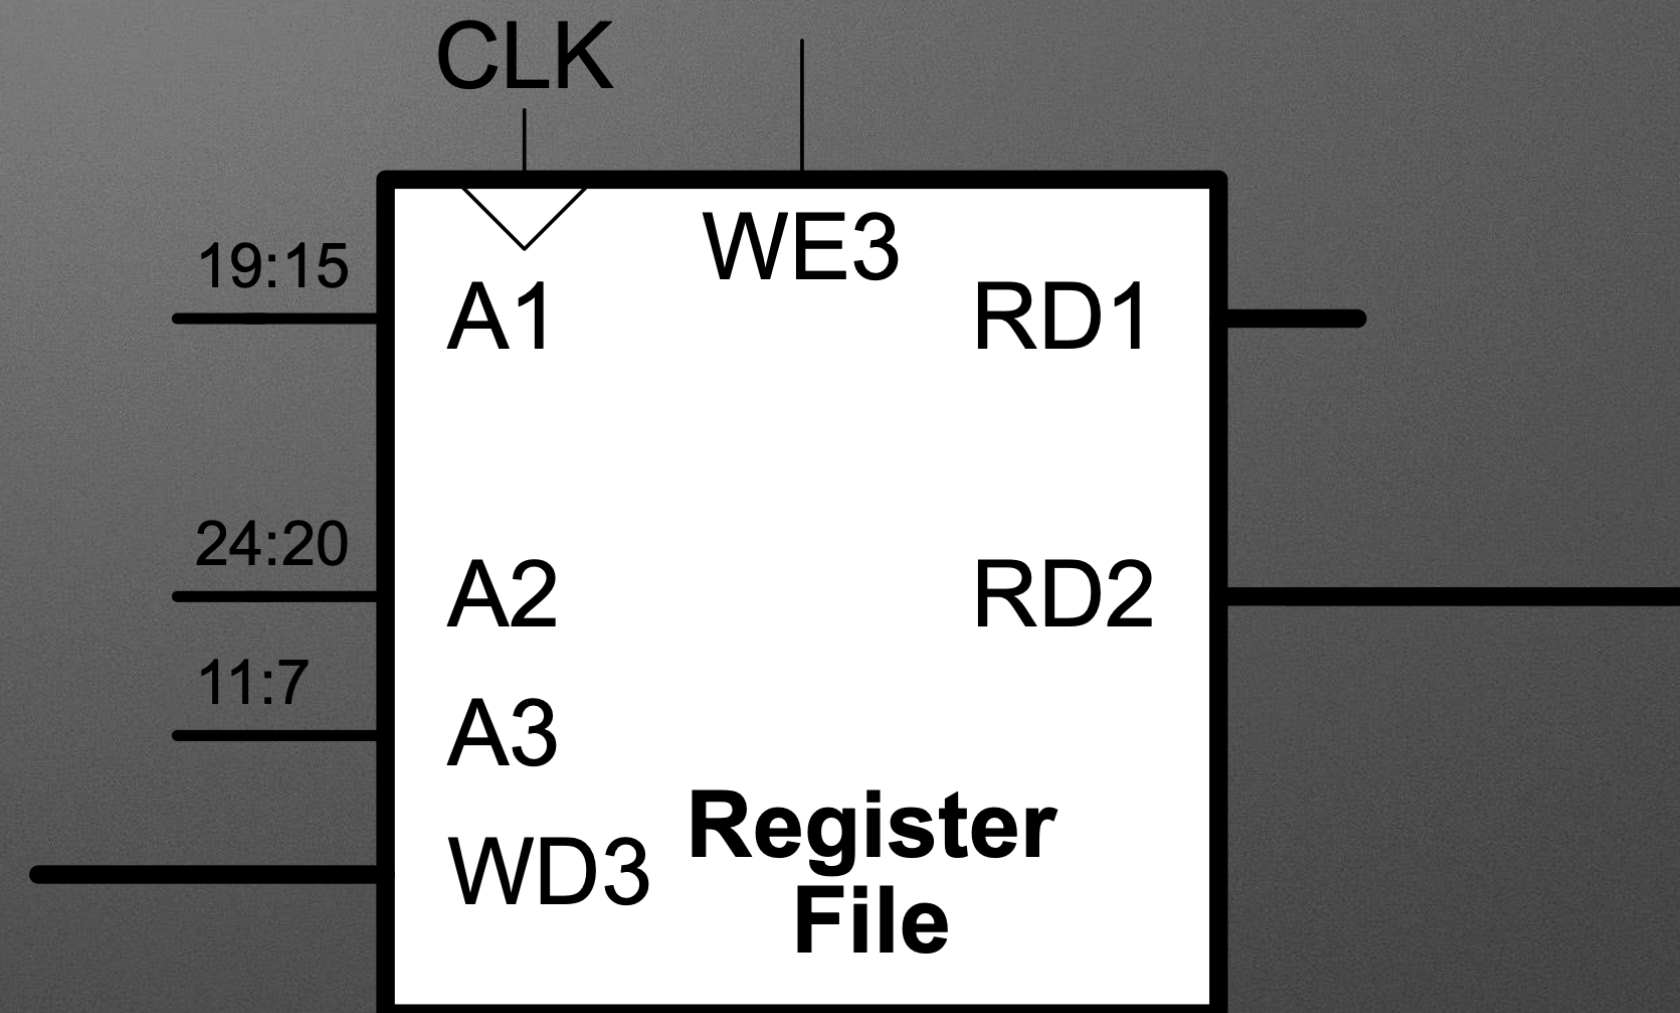 CLK
WE3
19:15
A1
RD1
24:20
A2
RD2
11:7
A3
WD3
Register
File